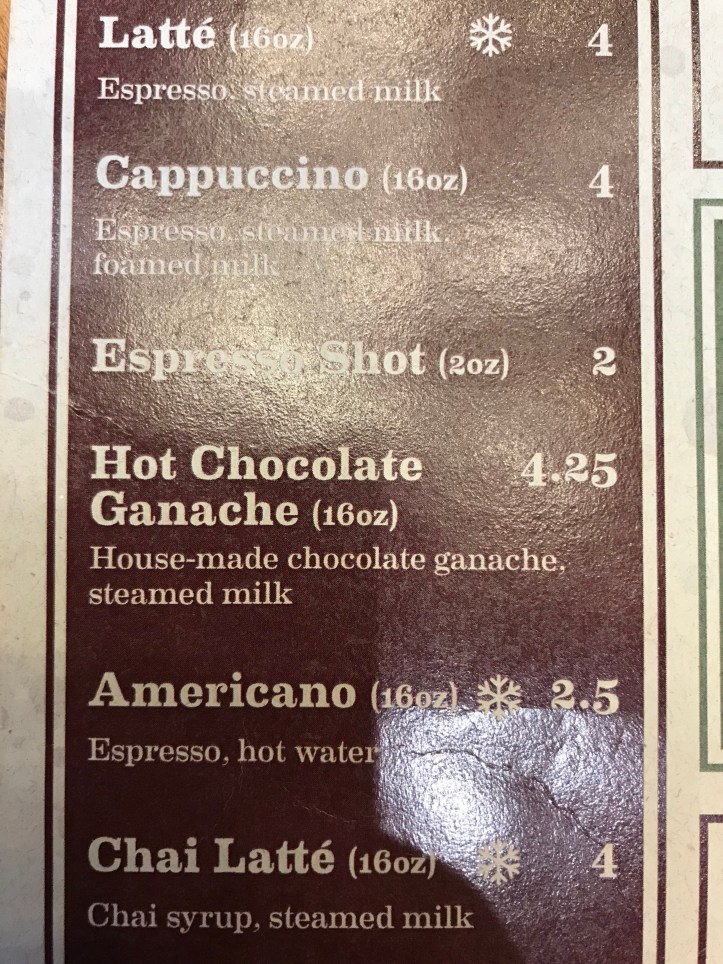 Latté (16oz) 4
Espresso, steamed milk
Cappuccino (16oz) 4
Espresso, steamed milk,
foamed milk
Espresso Shot (2oz) 2
Hot Chocolate 4.25
Ganache (16oz)
House-made chocolate ganache,
steamed milk
Americano (16oz) 2.5
Espresso, hot water
Chai Latté (16oz) 4
Chai syrup, steamed milk